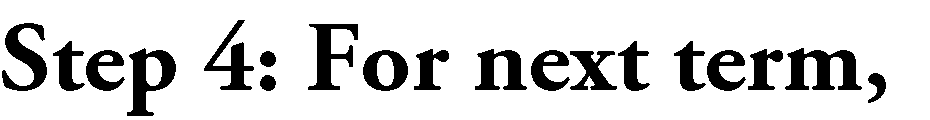 Step 4: For next term,